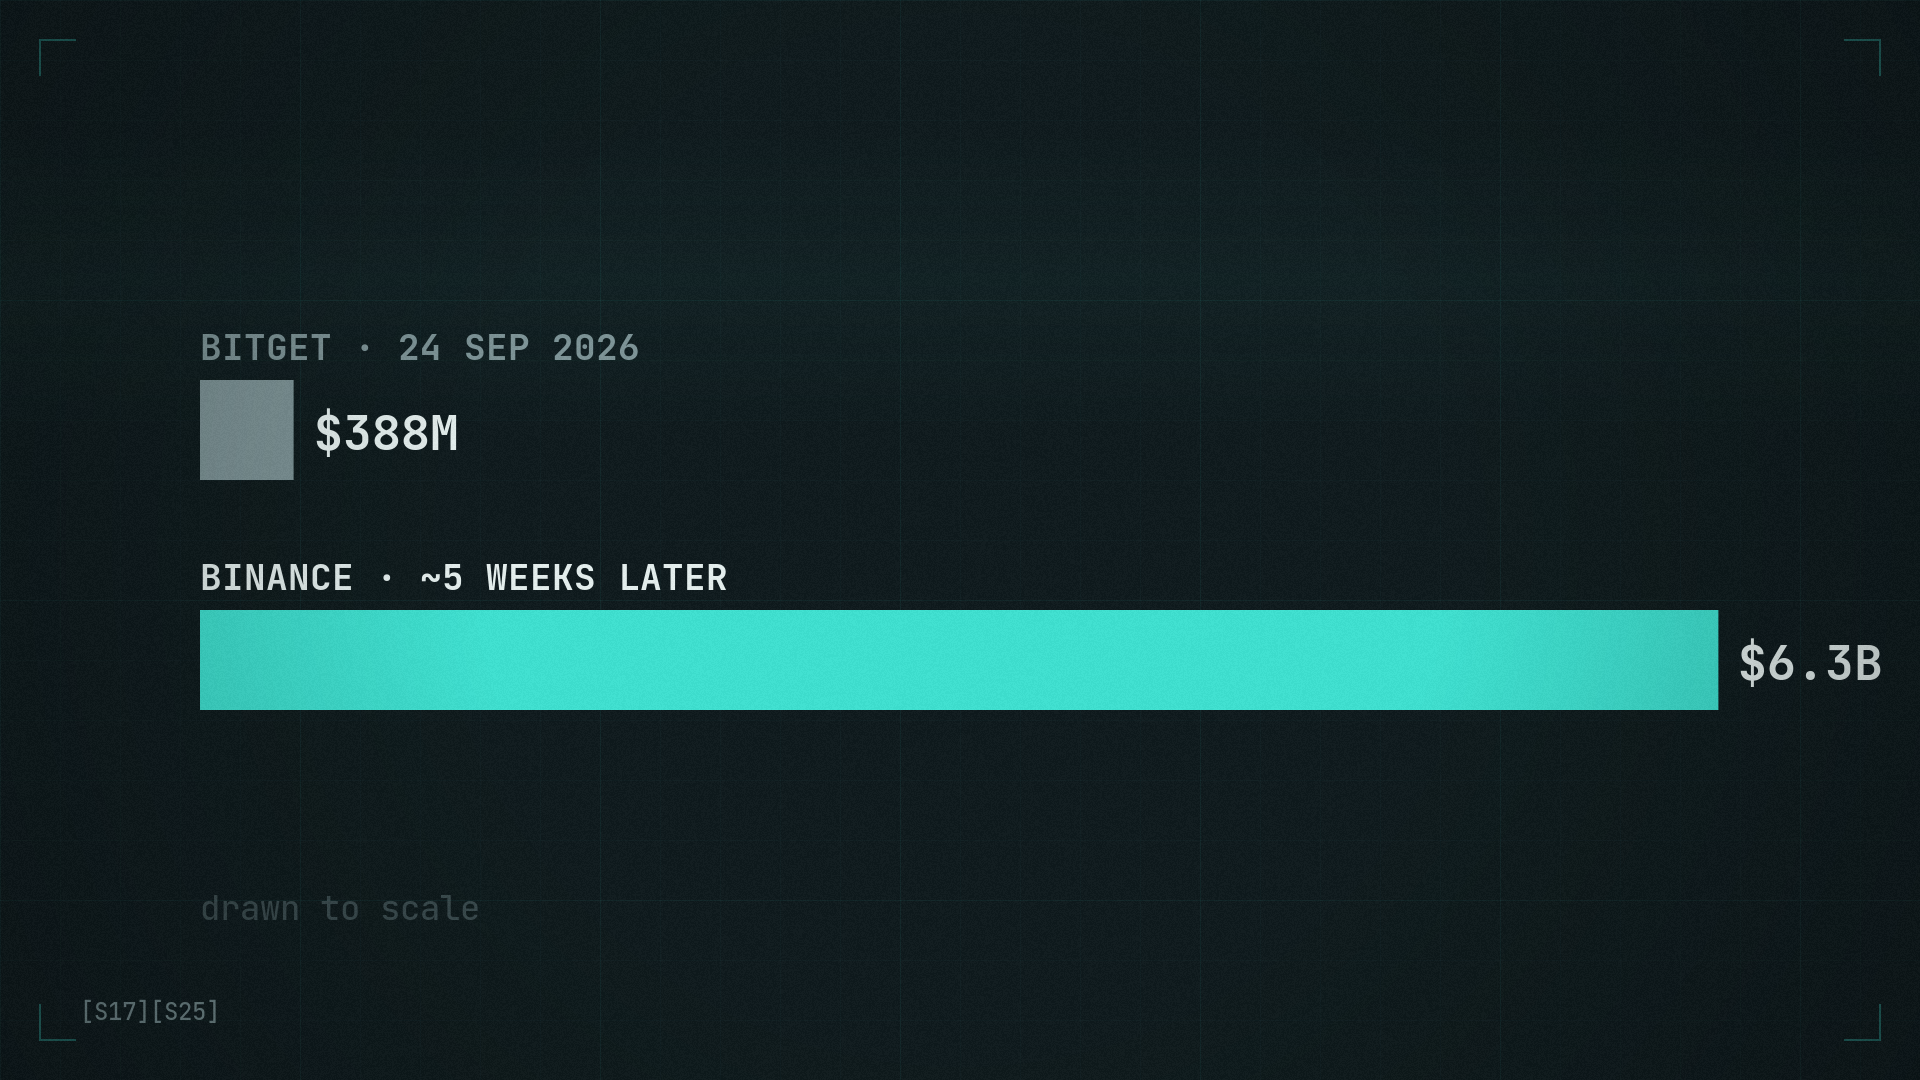 BITGET · 24 SEP 2026
$388M
BINANCE · ~5 WEEKS LATER
$6.3B
drawn to scale
[S17][S25]